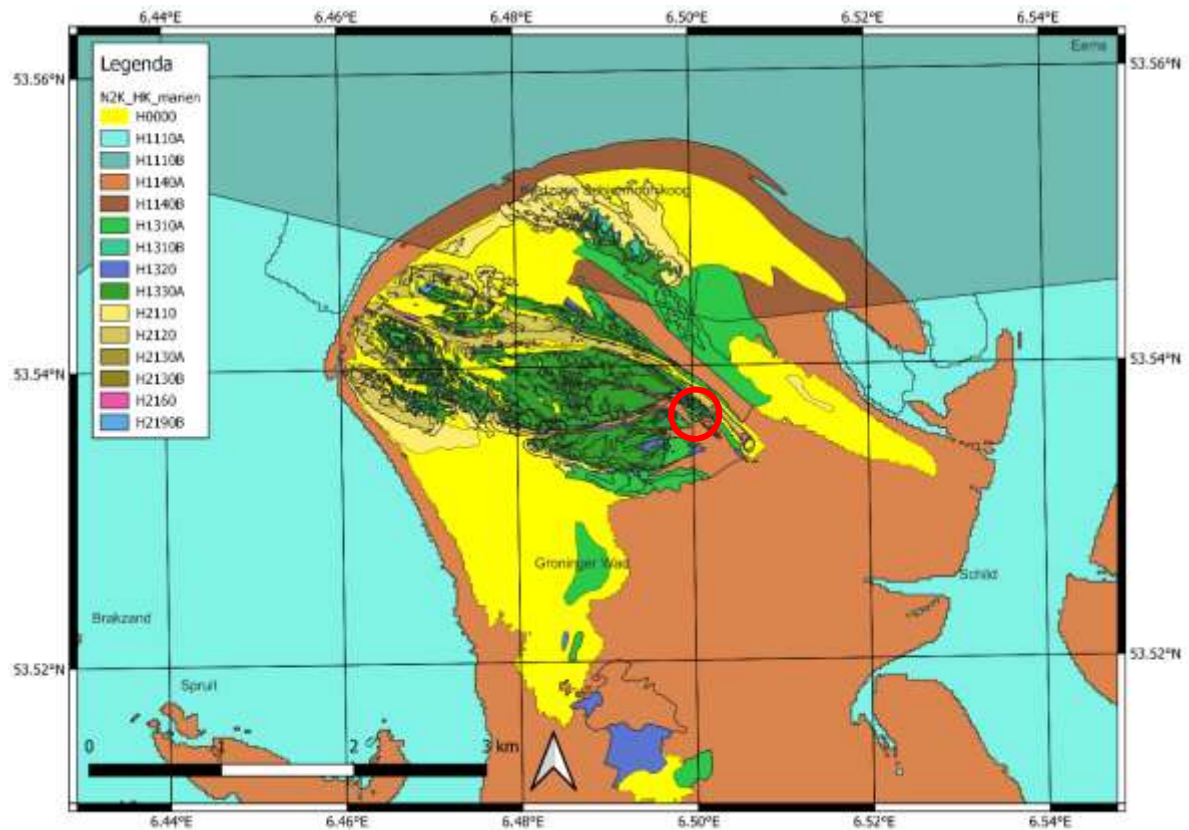 6.44°E 6.46°E 6.48°E 6.50°E 6.52°E 6.54°E
Eems
53.56°N 53.56°N
Legenda
N2K_HK_marien
H0000
H1110A
H1110B
H1140A
H1140B
H1310A
H1310B
H1320
H1330A
H2110
H2120
H2130A
H2130B
H2160
H2190B
53.54°N 53.54°N
Groninger Wad
Schild
Brakzand
53.52°N 53.52°N
Spruit
0 1 2 3 km
6.44°E 6.46°E 6.48°E 6.50°E 6.52°E 6.54°E